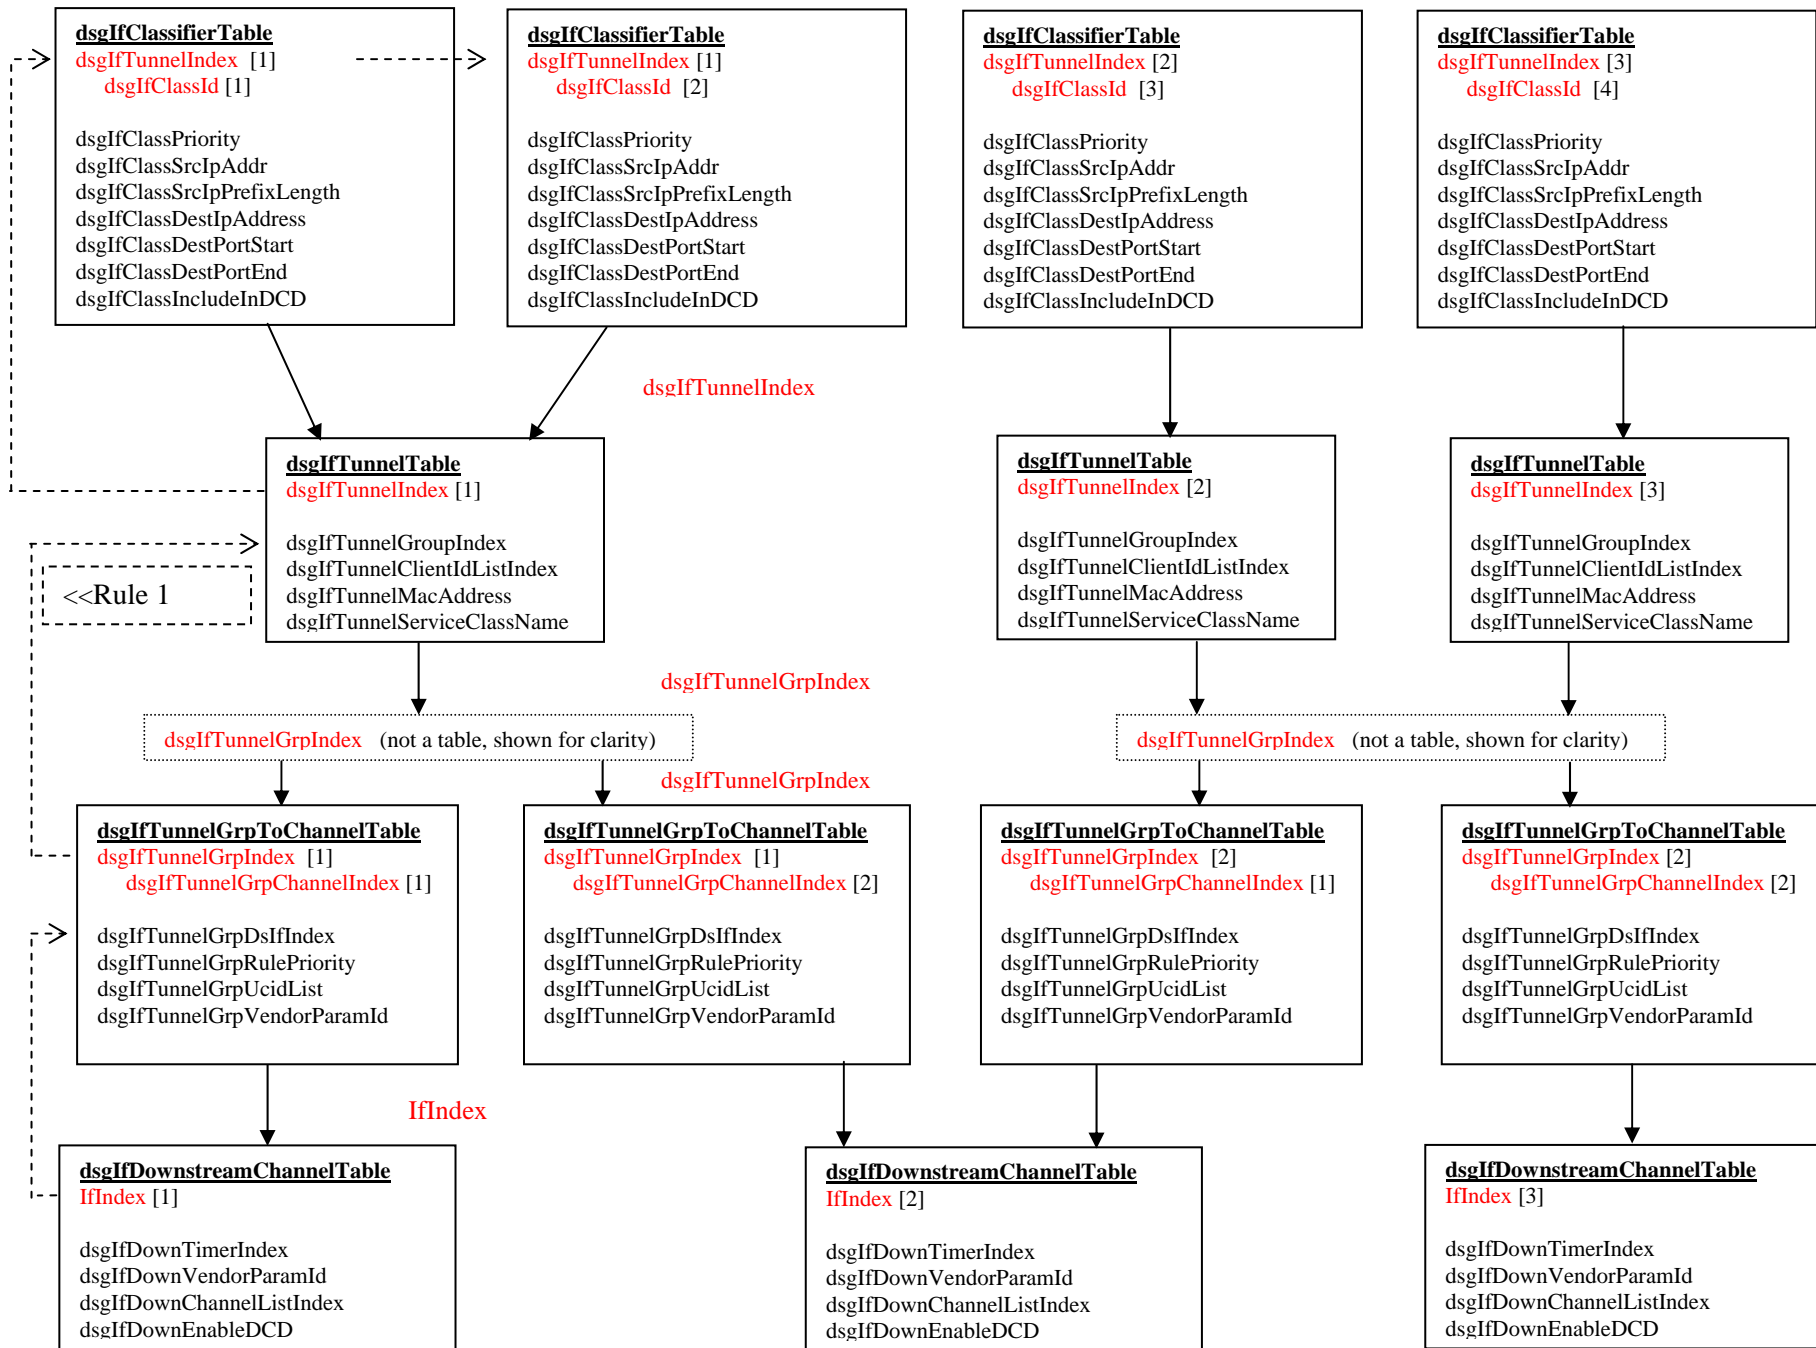 dsgIfClassifierTable
dsgIfTunnelIndex [1]
dsgIfClassId [1]
dsgIfClassPriority
dsgIfClassSrcIpAddr
dsgIfClassSrcIpPrefixLength
dsgIfClassDestIpAddress
dsgIfClassDestPortStart
dsgIfClassDestPortEnd
dsgIfClassIncludeInDCD
dsgIfClassifierTable
dsgIfTunnelIndex [1]
dsgIfClassId [2]
dsgIfClassPriority
dsgIfClassSrcIpAddr
dsgIfClassSrcIpPrefixLength
dsgIfClassDestIpAddress
dsgIfClassDestPortStart
dsgIfClassDestPortEnd
dsgIfClassIncludeInDCD
dsgIfClassifierTable
dsgIfTunnelIndex [2]
dsgIfClassId [3]
dsgIfClassPriority
dsgIfClassSrcIpAddr
dsgIfClassSrcIpPrefixLength
dsgIfClassDestIpAddress
dsgIfClassDestPortStart
dsgIfClassDestPortEnd
dsgIfClassIncludeInDCD
dsgIfClassifierTable
dsgIfTunnelIndex [3]
dsgIfClassId [4]
dsgIfClassPriority
dsgIfClassSrcIpAddr
dsgIfClassSrcIpPrefixLength
dsgIfClassDestIpAddress
dsgIfClassDestPortStart
dsgIfClassDestPortEnd
dsgIfClassIncludeInDCD
dsgIfTunnelIndex
dsgIfTunnelTable
dsgIfTunnelIndex [1]
dsgIfTunnelGroupIndex
dsgIfTunnelClientIdListIndex
dsgIfTunnelMacAddress
dsgIfTunnelServiceClassName
<<Rule 1
dsgIfTunnelTable
dsgIfTunnelIndex [2]
dsgIfTunnelGroupIndex
dsgIfTunnelClientIdListIndex
dsgIfTunnelMacAddress
dsgIfTunnelServiceClassName
dsgIfTunnelTable
dsgIfTunnelIndex [3]
dsgIfTunnelGroupIndex
dsgIfTunnelClientIdListIndex
dsgIfTunnelMacAddress
dsgIfTunnelServiceClassName
dsgIfTunnelGrpIndex
dsgIfTunnelGrpIndex (not a table, shown for clarity)
dsgIfTunnelGrpIndex (not a table, shown for clarity)
dsgIfTunnelGrpIndex
dsgIfTunnelGrpToChannelTable
dsgIfTunnelGrpIndex [1]
dsgIfTunnelGrpChannelIndex [1]
dsgIfTunnelGrpDsIfIndex
dsgIfTunnelGrpRulePriority
dsgIfTunnelGrpUcidList
dsgIfTunnelGrpVendorParamId
dsgIfTunnelGrpToChannelTable
dsgIfTunnelGrpIndex [1]
dsgIfTunnelGrpChannelIndex [2]
dsgIfTunnelGrpDsIfIndex
dsgIfTunnelGrpRulePriority
dsgIfTunnelGrpUcidList
dsgIfTunnelGrpVendorParamId
dsgIfTunnelGrpToChannelTable
dsgIfTunnelGrpIndex [2]
dsgIfTunnelGrpChannelIndex [1]
dsgIfTunnelGrpDsIfIndex
dsgIfTunnelGrpRulePriority
dsgIfTunnelGrpUcidList
dsgIfTunnelGrpVendorParamId
dsgIfTunnelGrpToChannelTable
dsgIfTunnelGrpIndex [2]
dsgIfTunnelGrpChannelIndex [2]
dsgIfTunnelGrpDsIfIndex
dsgIfTunnelGrpRulePriority
dsgIfTunnelGrpUcidList
dsgIfTunnelGrpVendorParamId
IfIndex
dsgIfDownstreamChannelTable
IfIndex [1]
dsgIfDownTimerIndex
dsgIfDownVendorParamId
dsgIfDownChannelListIndex
dsgIfDownEnableDCD
dsgIfDownstreamChannelTable
IfIndex [2]
dsgIfDownTimerIndex
dsgIfDownVendorParamId
dsgIfDownChannelListIndex
dsgIfDownEnableDCD
dsgIfDownstreamChannelTable
IfIndex [3]
dsgIfDownTimerIndex
dsgIfDownVendorParamId
dsgIfDownChannelListIndex
dsgIfDownEnableDCD